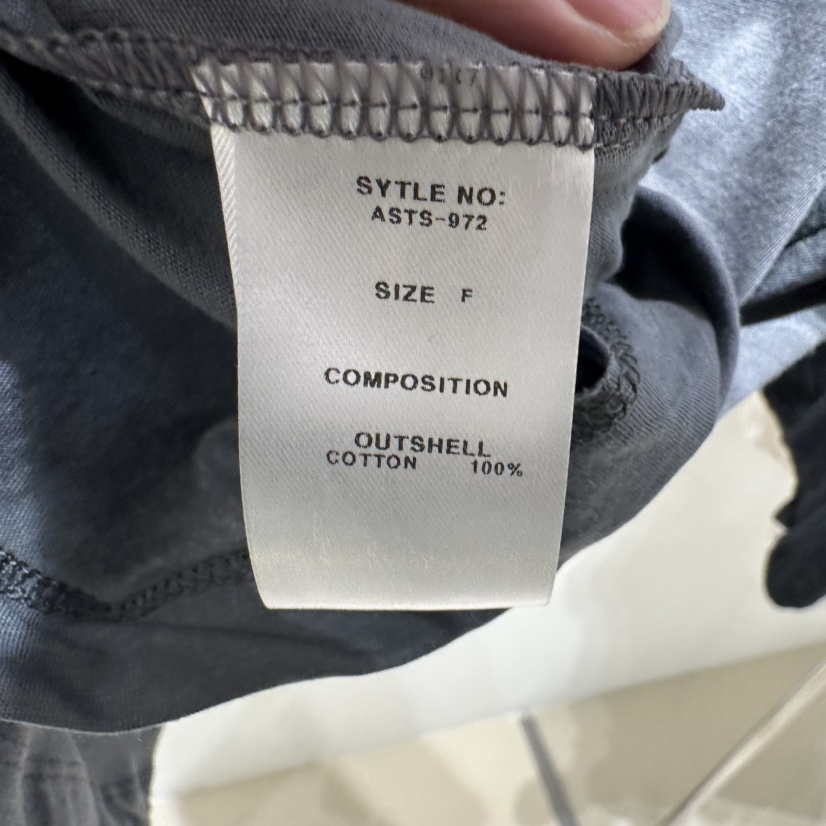 SYTLE NO:
ASTS-972
SIZE F
COMPOSITION
OUTSHELL
COTTON 100%